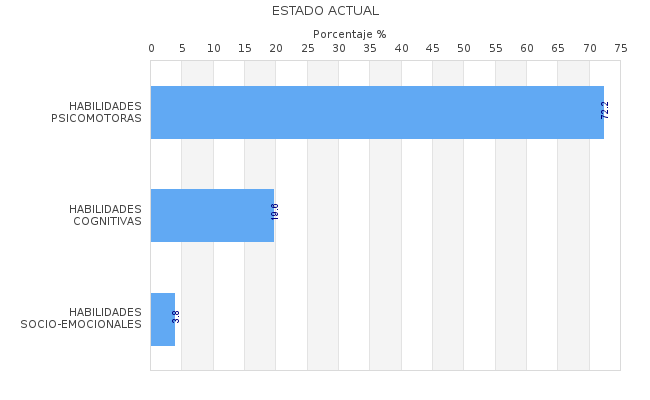 ESTADO ACTUAL
Porcentaje %
0 5 10 15 20 25 30 35 40 45 50 55 60 65 70 75
HABILIDADES
PSICOMOTORAS
72.2
HABILIDADES
COGNITIVAS
19.6
HABILIDADES
SOCIO-EMOCIONALES
3.8